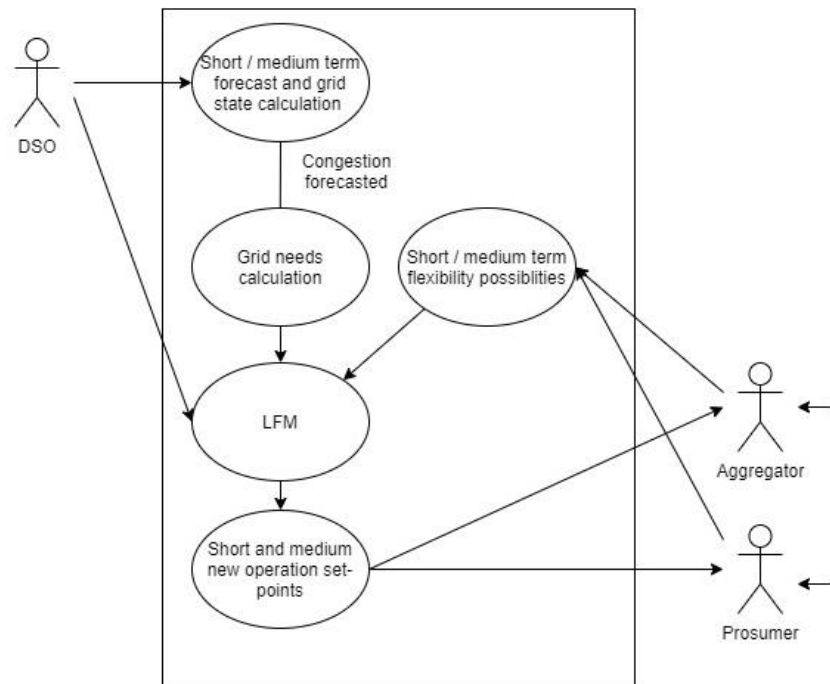 Short / medium term
forecast and grid
state calculation
DSO
Congestion
forecasted
Grid needs
calculation
Short / medium term
flexibility possiblities
LFM
Aggregator
Short and medium
new operation set-
points
Prosumer